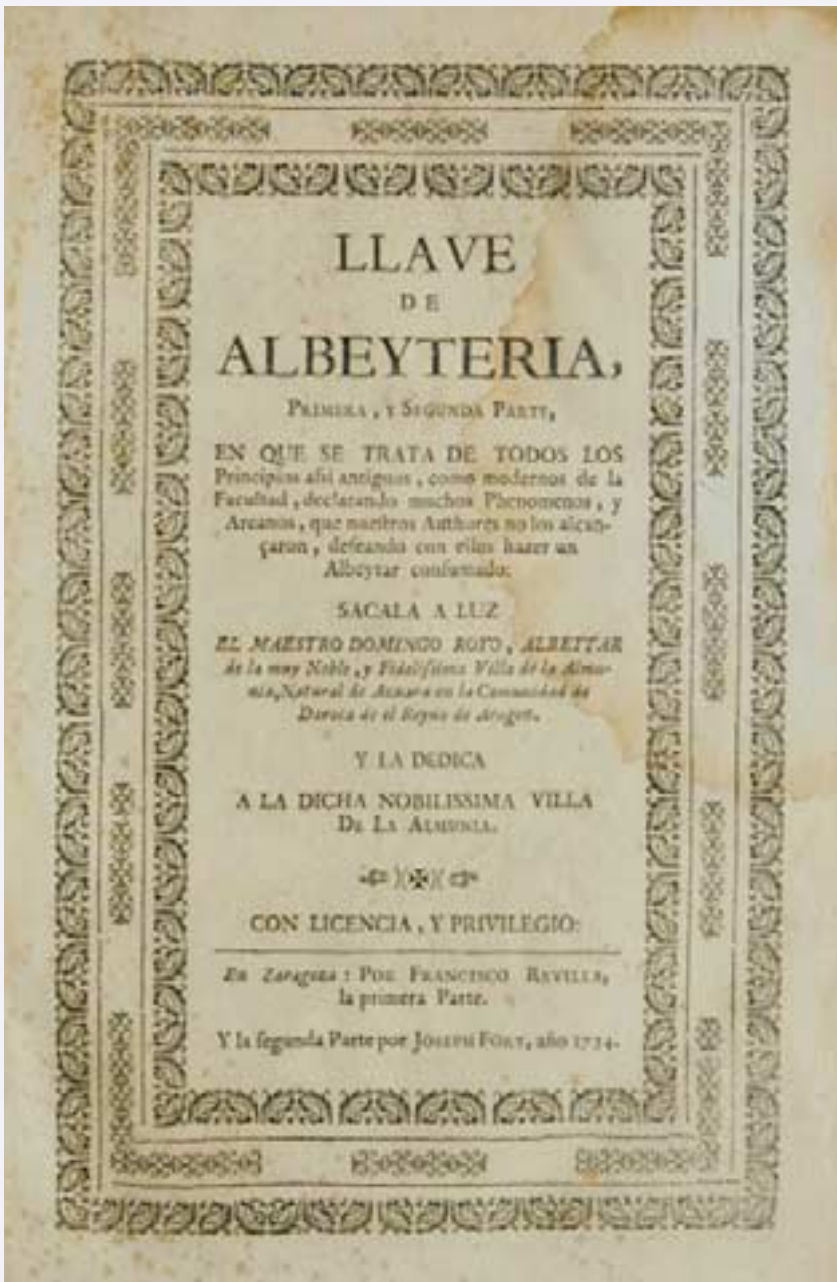 LLAVE
DE
ALBEYTERIA,
PRIMERA, Y SEGUNDA PARTE,
EN QUE SE TRATA DE TODOS LOS
Principios aſsi antiguos, como modernos de la
Facultad, declarando muchos Phenomenos, y
Arcanos, que nueſtros Authores no los alcan-
çaron, deſeando con ellos hazer un
Albeytar conſumado:
SACALA A LUZ
EL MAESTRO DOMINGO ROYO, ALBEYTAR
de la muy Noble, y Fideliſsima Villa de la Almu-
nia, Natural de en la Comunidad de
Daroca de el Reyno de Aragon.
Y LA DEDICA
A LA DICHA NOBILISSIMA VILLA
DE LA ALMUNIA.
CON LICENCIA, Y PRIVILEGIO:
En Zaragoza: POR FRANCISCO REVILLA,
la primera Parte.
Y la ſegunda Parte por JOSEPH FORT, año 1734.